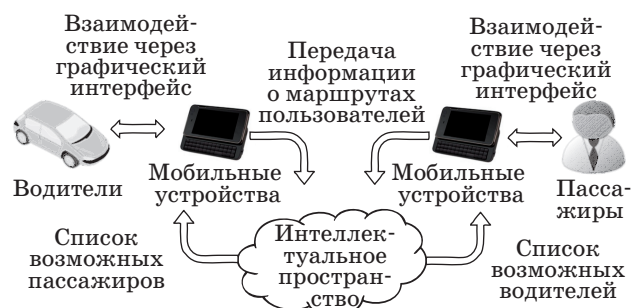 Взаимодей-
ствие через
графический
интерфейс
Передача
информации
о маршрутах
пользователей
Взаимодей-
ствие через
графический
интерфейс
Водители
Мобильные
устройства
Мобильные
устройства
Пасса-
жиры
Список
возможных
пассажиров
Интеллек-
туальное
простран-
ство
Список
возможных
водителей